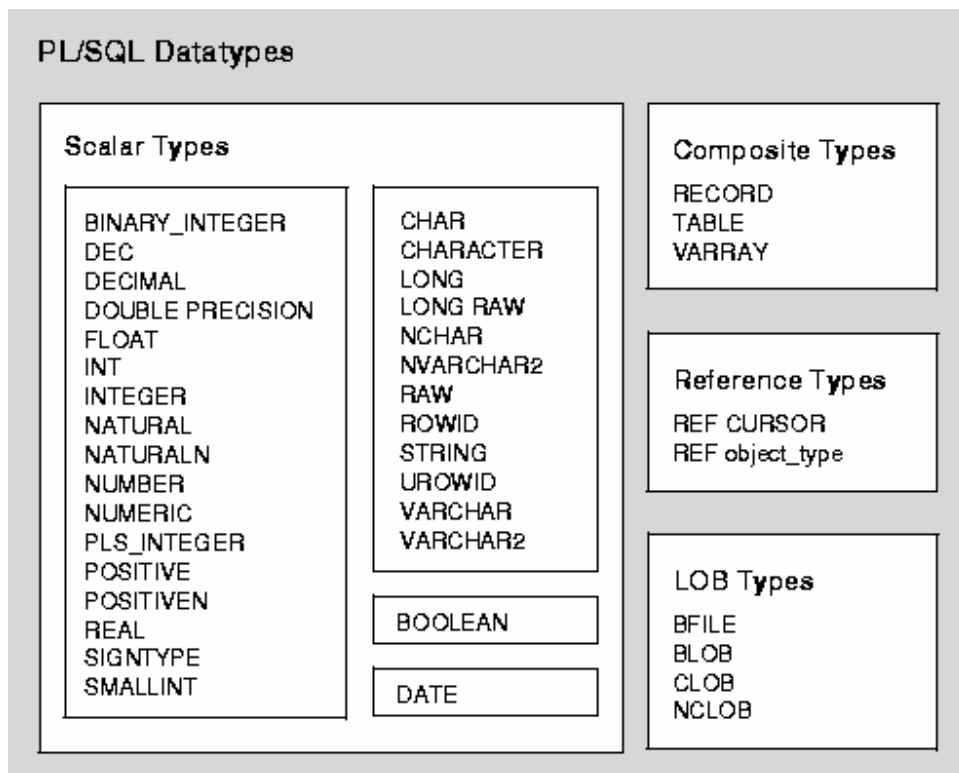 PL/SQL Datatypes
Scalar Types
BINARY_INTEGER
DEC
DECIMAL
DOUBLE PRECISION
FLOAT
INT
INTEGER
NATURAL
NATURALN
NUMBER
NUMERIC
PLS_INTEGER
POSITIVE
POSITIVEN
REAL
SIGNTYPE
SMALLINT
CHAR
CHARACTER
LONG
LONG RAW
NCHAR
NVARCHAR2
RAW
ROWID
STRING
UROWID
VARCHAR
VARCHAR2
BOOLEAN
DATE
Composite Types
RECORD
TABLE
VARRAY
Reference Types
REF CURSOR
REF object_type
LOB Types
BFILE
BLOB
CLOB
NCLOB